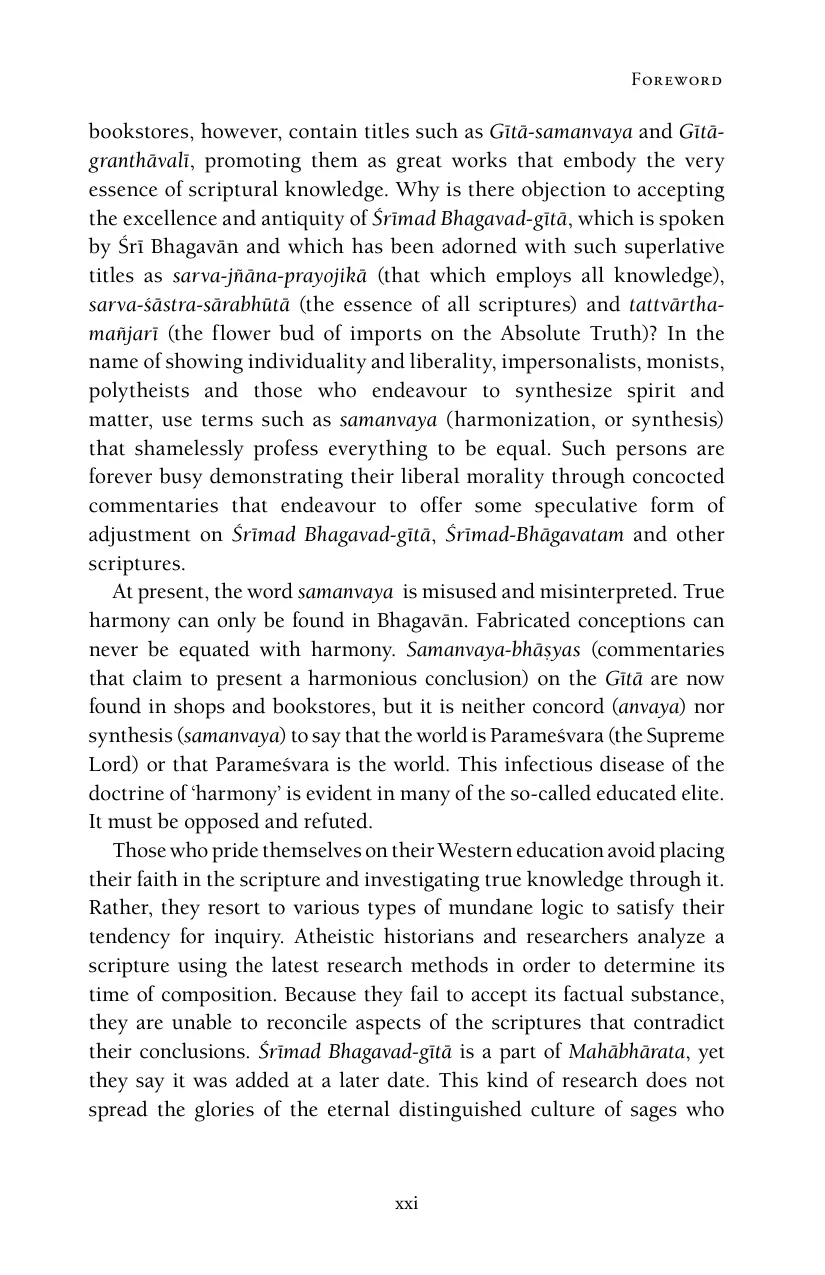 Foreword
bookstores, however, contain titles such as Gītā-samanvaya and Gītā-
granthāvalī, promoting them as great works that embody the very
essence of scriptural knowledge. Why is there objection to accepting
the excellence and antiquity of Śrīmad Bhagavad-gītā, which is spoken
by Śrī Bhagavān and which has been adorned with such superlative
titles as sarva-jñāna-prayojikā (that which employs all knowledge),
sarva-śāstra-sārabhūtā (the essence of all scriptures) and tattvārtha-
mañjarī (the flower bud of imports on the Absolute Truth)? In the
name of showing individuality and liberality, impersonalists, monists,
polytheists and those who endeavour to synthesize spirit and
matter, use terms such as samanvaya (harmonization, or synthesis)
that shamelessly profess everything to be equal. Such persons are
forever busy demonstrating their liberal morality through concocted
commentaries that endeavour to offer some speculative form of
adjustment on Śrīmad Bhagavad-gītā, Śrīmad-Bhāgavatam and other
scriptures.
At present, the word samanvaya is misused and misinterpreted. True
harmony can only be found in Bhagavān. Fabricated conceptions can
never be equated with harmony. Samanvaya-bhāṣyas (commentaries
that claim to present a harmonious conclusion) on the Gītā are now
found in shops and bookstores, but it is neither concord (anvaya) nor
synthesis (samanvaya) to say that the world is Parameśvara (the Supreme
Lord) or that Parameśvara is the world. This infectious disease of the
doctrine of ‘harmony’ is evident in many of the so-called educated elite.
It must be opposed and refuted.
Those who pride themselves on their Western education avoid placing
their faith in the scripture and investigating true knowledge through it.
Rather, they resort to various types of mundane logic to satisfy their
tendency for inquiry. Atheistic historians and researchers analyze a
scripture using the latest research methods in order to determine its
time of composition. Because they fail to accept its factual substance,
they are unable to reconcile aspects of the scriptures that contradict
their conclusions. Śrīmad Bhagavad-gītā is a part of Mahābhārata, yet
they say it was added at a later date. This kind of research does not
spread the glories of the eternal distinguished culture of sages who
xxi